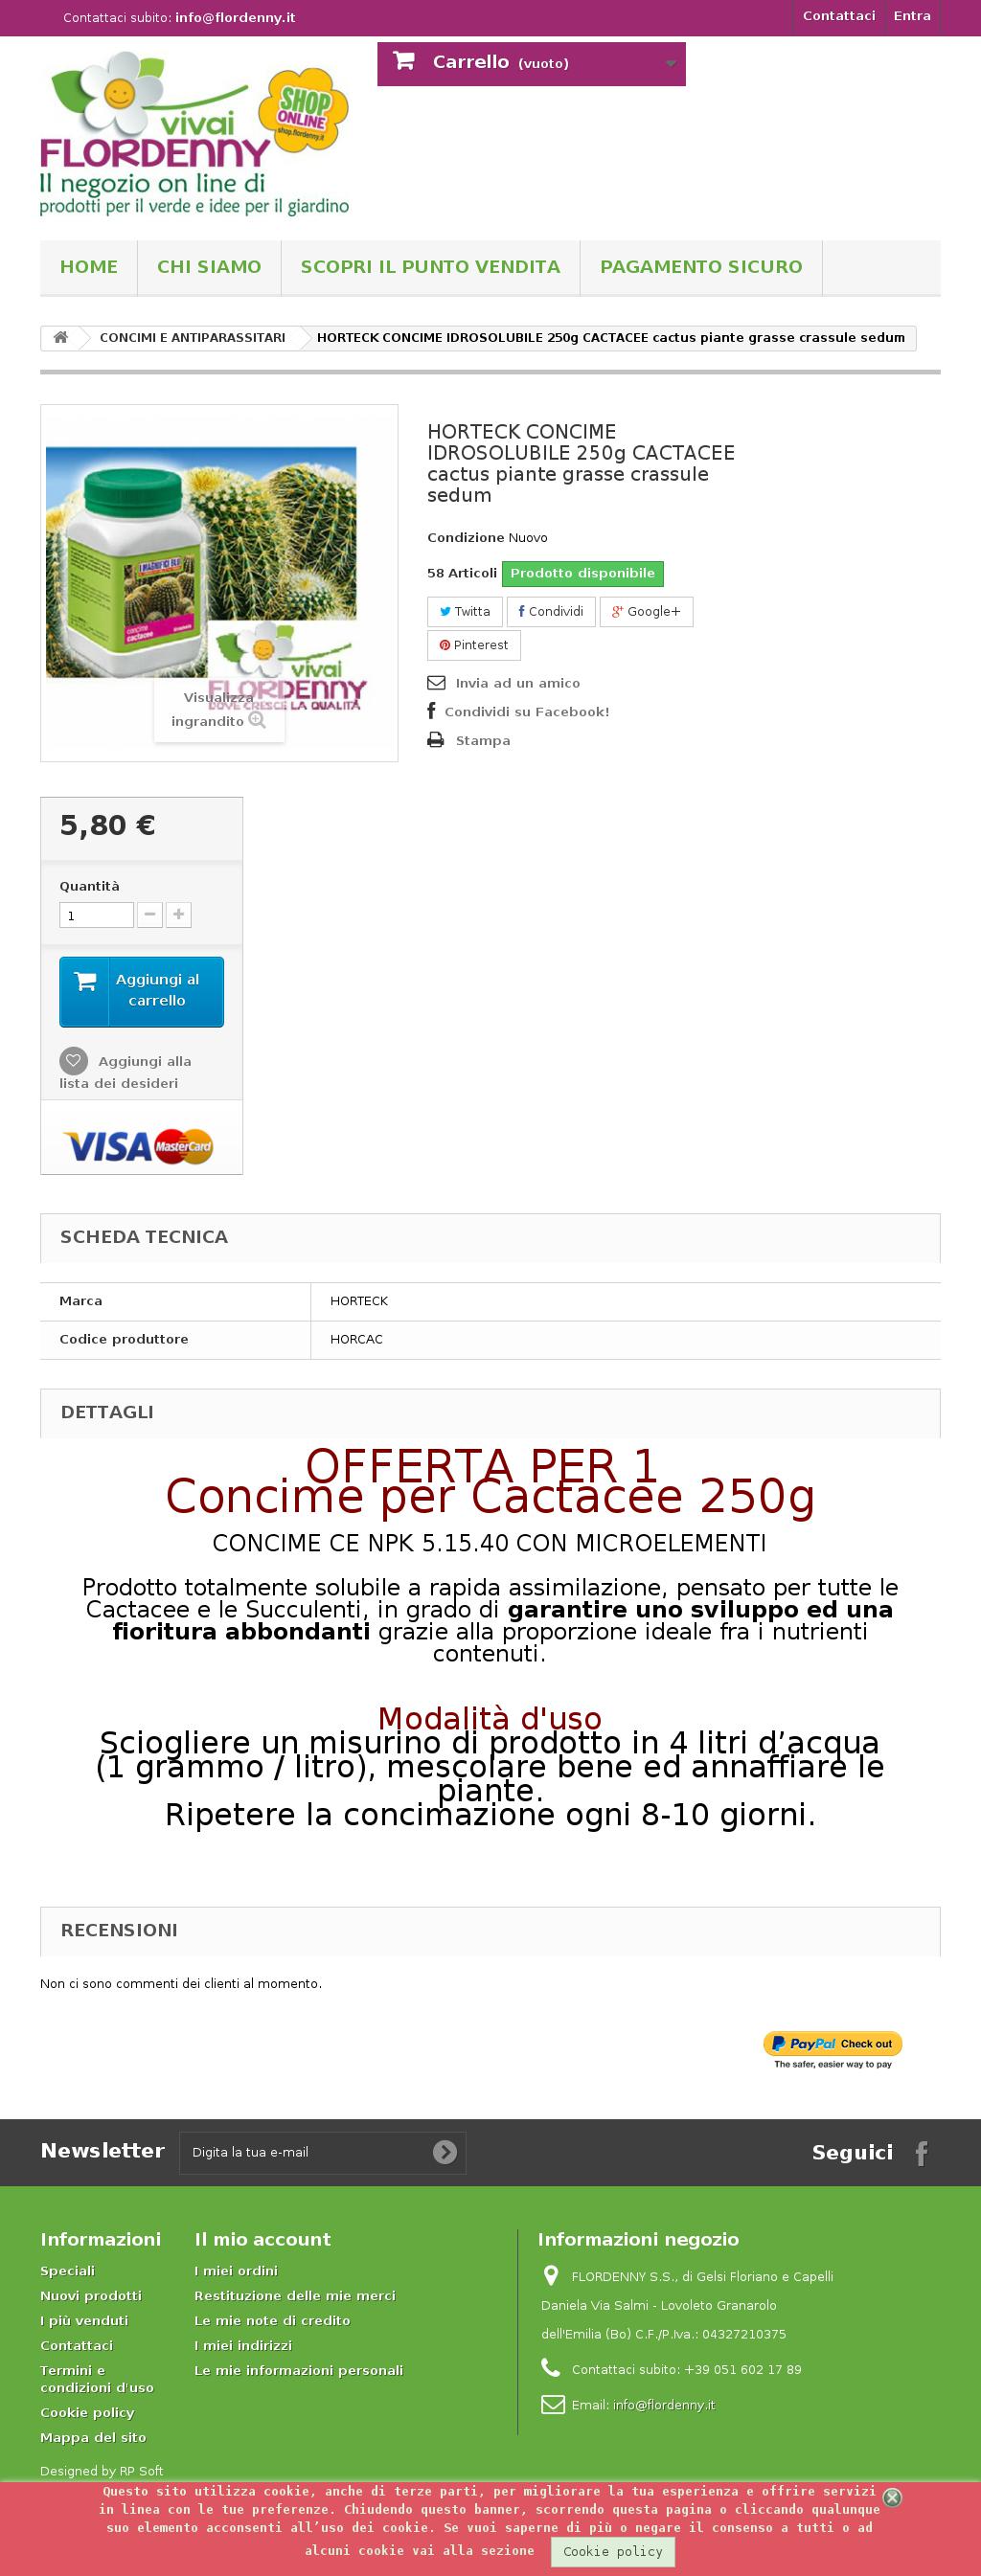 Contattaci subito: info@flordenny.it
Contattaci
Entra
vivai
FLORDENNY
SHOP
ONLINE
shop.flordenny.it
Il negozio on line di
prodotti per il verde e idee per il giardino
Carrello (vuoto)
HOME
CHI SIAMO
SCOPRI IL PUNTO VENDITA
PAGAMENTO SICURO
CONCIMI E ANTIPARASSITARI
HORTECK CONCIME IDROSOLUBILE 250g CACTACEE cactus piante grasse crassule sedum
I MAGNIFICI BLU
concime
cactacee
vivai
FLORDENNY
DOVE CRESCE LA QUALITÀ
Visualizza
ingrandito
HORTECK CONCIME
IDROSOLUBILE 250g CACTACEE
cactus piante grasse crassule
sedum
Condizione Nuovo
58 Articoli Prodotto disponibile
Twitta
Condividi
Google+
Pinterest
Invia ad un amico
Condividi su Facebook!
Stampa
5,80 €
Quantità
1
Aggiungi al
carrello
Aggiungi alla
lista dei desideri
VISA MasterCard
SCHEDA TECNICA
Marca HORTECK
Codice produttore HORCAC
DETTAGLI
OFFERTA PER 1
Concime per Cactacee 250g
CONCIME CE NPK 5.15.40 CON MICROELEMENTI
Prodotto totalmente solubile a rapida assimilazione, pensato per tutte le
Cactacee e le Succulenti, in grado di garantire uno sviluppo ed una
fioritura abbondanti grazie alla proporzione ideale fra i nutrienti
contenuti.
Modalità d'uso
Sciogliere un misurino di prodotto in 4 litri d’acqua
(1 grammo / litro), mescolare bene ed annaffiare le
piante.
Ripetere la concimazione ogni 8-10 giorni.
RECENSIONI
Non ci sono commenti dei clienti al momento.
PayPal Check out
The safer, easier way to pay
Newsletter
Digita la tua e-mail
Seguici
Informazioni
Speciali
Nuovi prodotti
I più venduti
Contattaci
Termini e
condizioni d'uso
Cookie policy
Mappa del sito
Designed by RP Soft
Il mio account
I miei ordini
Restituzione delle mie merci
Le mie note di credito
I miei indirizzi
Le mie informazioni personali
Informazioni negozio
FLORDENNY S.S., di Gelsi Floriano e Capelli
Daniela Via Salmi - Lovoleto Granarolo
dell'Emilia (Bo) C.F./P.Iva.: 04327210375
Contattaci subito: +39 051 602 17 89
Email: info@flordenny.it
Questo sito utilizza cookie, anche di terze parti, per migliorare la tua esperienza e offrire servizi
in linea con le tue preferenze. Chiudendo questo banner, scorrendo questa pagina o cliccando qualunque
suo elemento acconsenti all’uso dei cookie. Se vuoi saperne di più o negare il consenso a tutti o ad
alcuni cookie vai alla sezione Cookie policy